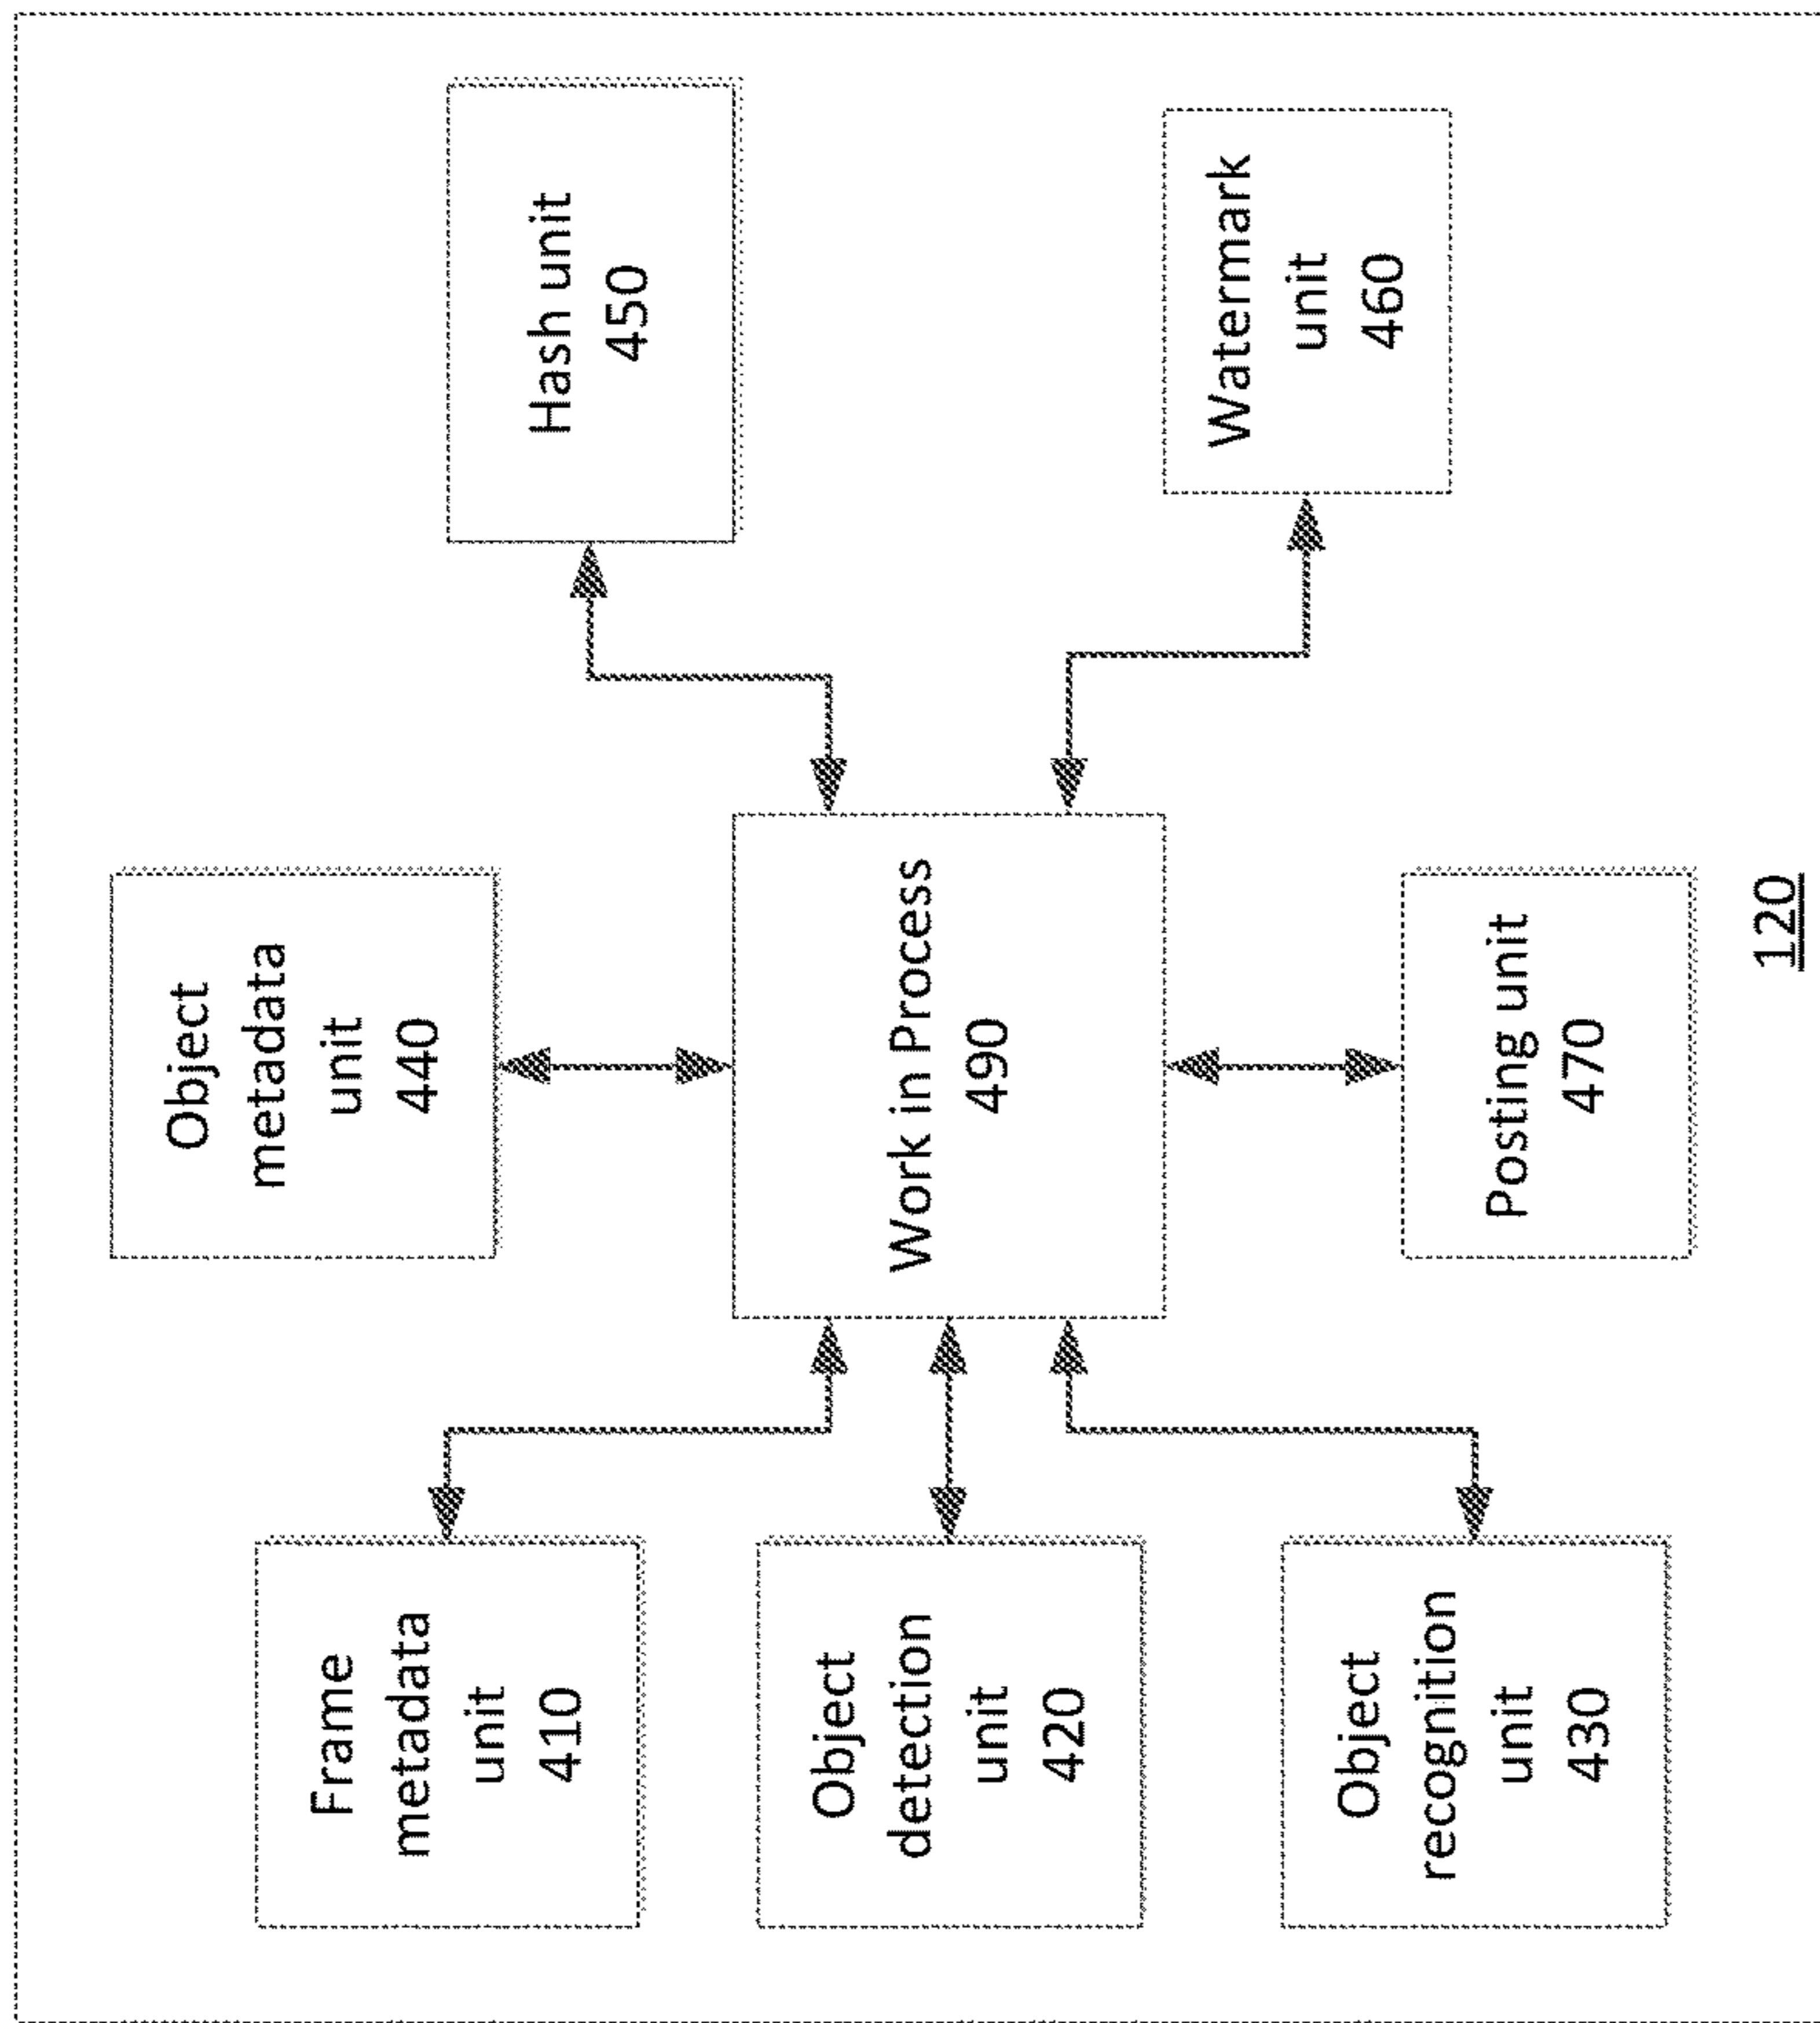 Frame
metadata
unit
410
Object
detection
unit
420
Object
recognition
unit
430
Object
metadata
unit
440
Work in Process
490
Posting unit
470
Hash unit
450
Watermark
unit
460
120